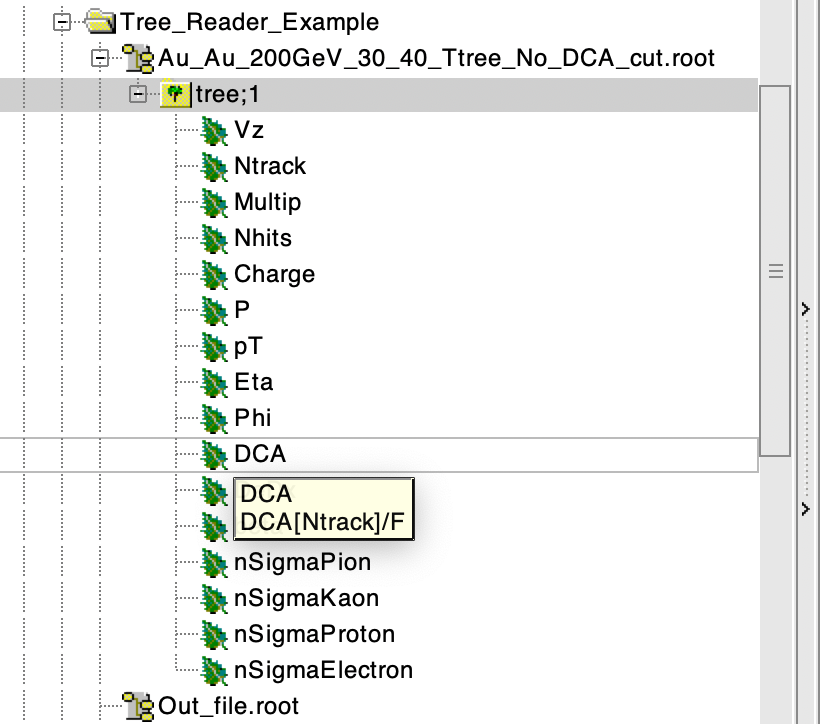 Tree_Reader_Example
Au_Au_200GeV_30_40_Ttree_No_DCA_cut.root
tree;1
Vz
Ntrack
Multip
Nhits
Charge
P
pT
Eta
Phi
DCA
DCA
DCA[Ntrack]/F
nSigmaPion
nSigmaKaon
nSigmaProton
nSigmaElectron
Out_file.root